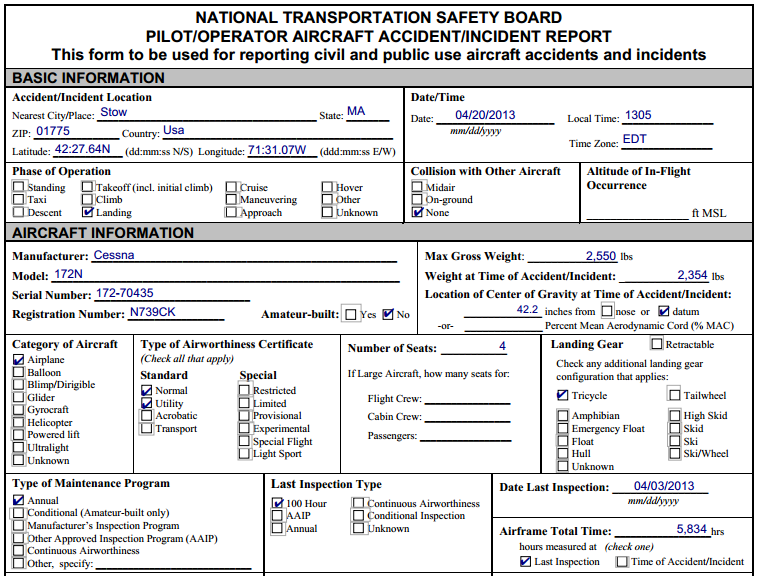 NATIONAL TRANSPORTATION SAFETY BOARD
PILOT/OPERATOR AIRCRAFT ACCIDENT/INCIDENT REPORT
This form to be used for reporting civil and public use aircraft accidents and incidents
BASIC INFORMATION
Accident/Incident Location
Nearest City/Place: Stow State: MA
ZIP: 01775 Country: Usa
Latitude: 42:27.64N (dd:mm:ss N/S) Longitude: 71:31.07W (ddd:mm:ss E/W)
Date/Time
Date: 04/20/2013 Local Time: 1305
mm/dd/yyyy
Time Zone: EDT
Phase of Operation
Standing Takeoff (incl. initial climb) Cruise Hover
Taxi Climb Maneuvering Other
Descent Landing Approach Unknown
Collision with Other Aircraft
Midair
On-ground
None
Altitude of In-Flight
Occurrence
ft MSL
AIRCRAFT INFORMATION
Manufacturer: Cessna
Model: 172N
Serial Number: 172-70435
Registration Number: N739CK Amateur-built: Yes No
Max Gross Weight: 2,550 lbs
Weight at Time of Accident/Incident: 2,354 lbs
Location of Center of Gravity at Time of Accident/Incident:
42.2 inches from nose or datum
-or- Percent Mean Aerodynamic Cord (% MAC)
Category of Aircraft
Airplane
Balloon
Blimp/Dirigible
Glider
Gyrocraft
Helicopter
Powered lift
Ultralight
Unknown
Type of Airworthiness Certificate
(Check all that apply)
Standard Special
Normal Restricted
Utility Limited
Acrobatic Provisional
Transport Experimental
Special Flight
Light Sport
Number of Seats: 4
If Large Aircraft, how many seats for:
Flight Crew:
Cabin Crew:
Passengers:
Landing Gear Retractable
Check any additional landing gear
configuration that applies:
Tricycle Tailwheel
Amphibian High Skid
Emergency Float Skid
Float Ski
Hull Ski/Wheel
Unknown
Type of Maintenance Program
Annual
Conditional (Amateur-built only)
Manufacturer's Inspection Program
Other Approved Inspection Program (AAIP)
Continuous Airworthiness
Other, specify:
Last Inspection Type
100 Hour Continuous Airworthiness
AAIP Conditional Inspection
Annual Unknown
Date Last Inspection: 04/03/2013
mm/dd/yyyy
Airframe Total Time: 5,834 hrs
hours measured at (check one)
Last Inspection Time of Accident/Incident